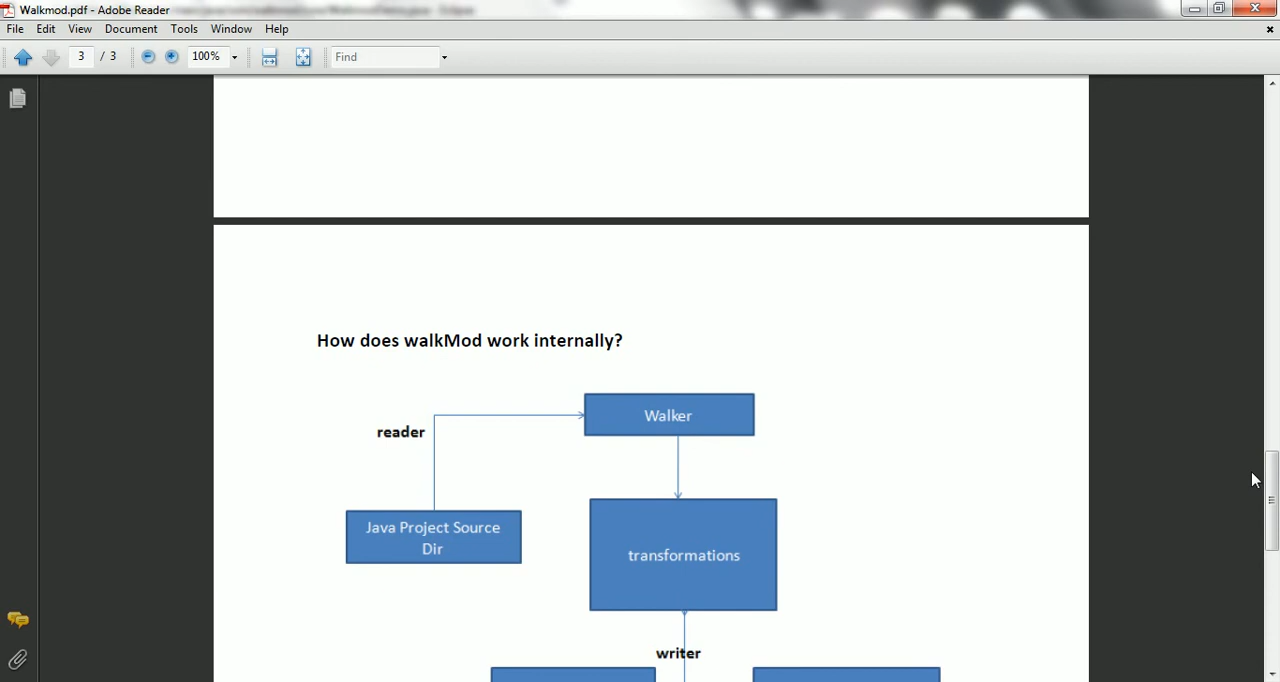 Walkmod.pdf - Adobe Reader
File Edit View Document Tools Window Help
3 / 3 100% Find
How does walkMod work internally?
Walker
reader
Java Project Source
Dir
transformations
writer